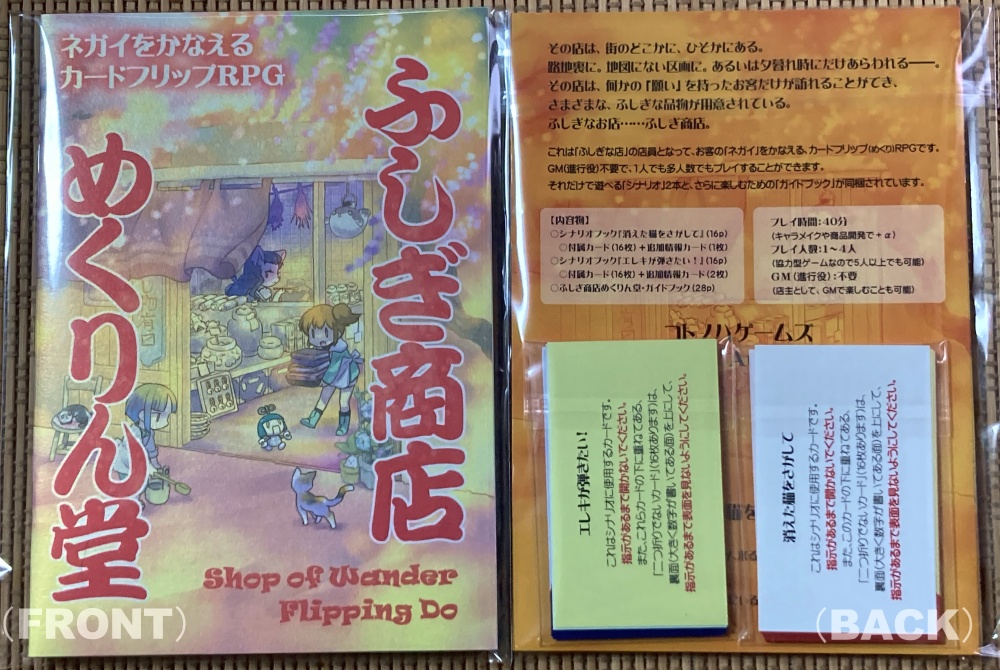 ネガイをかなえる
カードフリップRPG
ふしぎ商店
めくりん堂
Shop of Wander
Flipping Do
(FRONT)
その店は、街のどこかに、ひそかにある。
路地裏に。地図にない区画に。あるいは夕暮れ時にだけあらわれる――。
その店は、何かの「願い」を持ったお客だけが訪れることができ、
さまざまな、ふしぎな品物が用意されている。
ふしぎなお店……ふしぎ商店。
これは「ふしぎな店」の店員となって、お客の「ネガイ」をかなえる、カードフリップ(めくり)RPGです。
GM(進行役)不要で、1人でも多人数でもプレイすることができます。
それだけで遊べる「シナリオ」2本と、さらに楽しむための「ガイドブック」が同梱されています。
【内容物】
○シナリオブック『消えた猫をさがして』(16p)
○付属カード(16枚)+追加情報カード(1枚)
○シナリオブック『エレキが弾きたい!』(16p)
○付属カード(16枚)+追加情報カード(2枚)
○ふしぎ商店めくりん堂・ガイドブック(28p)
プレイ時間:40分
(キャラメイクや商品開発で+α)
プレイ人数:1〜4人
(協力型ゲームなので5人以上でも可能)
GM(進行役):不要
(店主として、GMで楽しむことも可能)
コトノハゲームズ
エレキが弾きたい!
これはシナリオに使用するカードです。
指示があるまで開かないでください。
また、これらカードの下に重ねてある、
「二つ折りでないカード」(16枚あります)は、
裏面(大きく数字が書いてある面)を上にして、
指示があるまで表面を見ないようにしてください。
消えた猫をさがして
これはシナリオに使用するカードです。
指示があるまで開かないでください。
また、このカードの下に重ねてある、
「二つ折りでないカード」(16枚あります)は、
裏面(大きく数字が書いてある面)を上にして、
指示があるまで表面を見ないようにしてください。
(BACK)